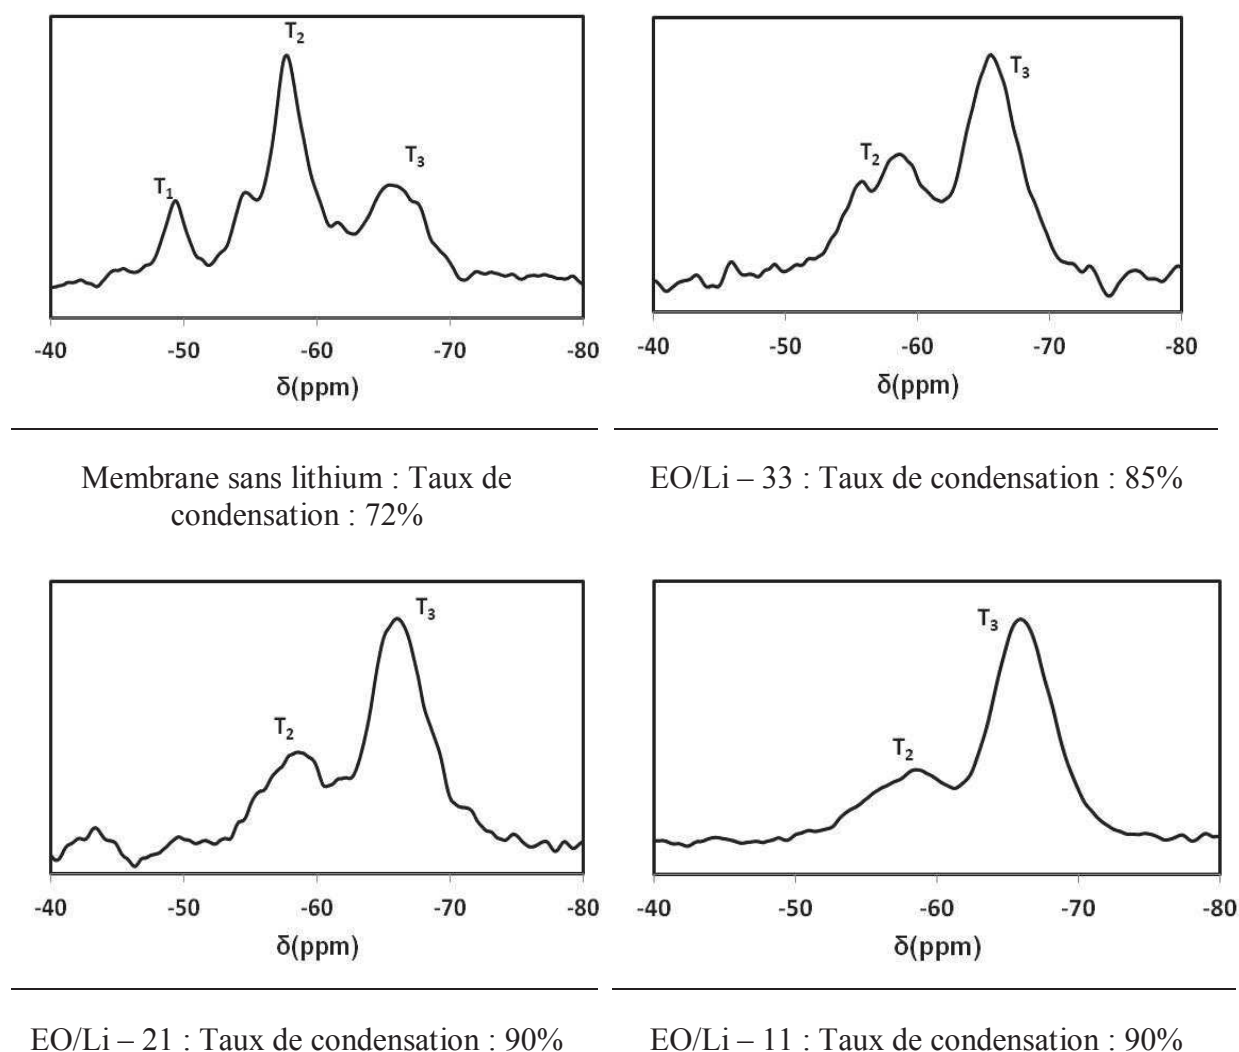 T2
T1
T3
-40 -50 -60 -70 -80
δ(ppm)
T3
T2
-40 -50 -60 -70 -80
δ(ppm)
Membrane sans lithium : Taux de
condensation : 72%
EO/Li – 33 : Taux de condensation : 85%
T3
T2
-40 -50 -60 -70 -80
δ(ppm)
T3
T2
-40 -50 -60 -70 -80
δ(ppm)
EO/Li – 21 : Taux de condensation : 90%
EO/Li – 11 : Taux de condensation : 90%